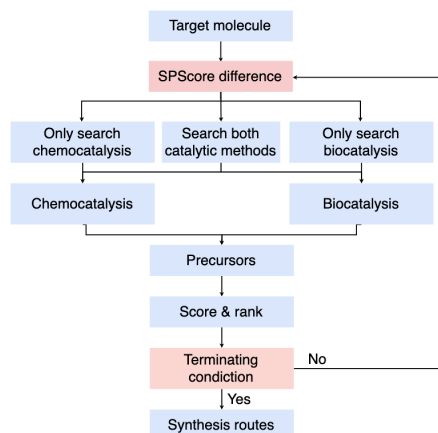 Target molecule
SPScore difference
Only search
chemocatalysis
Search both
catalytic methods
Only search
biocatalysis
Chemocatalysis
Biocatalysis
Precursors
Score & rank
Terminating
condiction
No
Yes
Synthesis routes